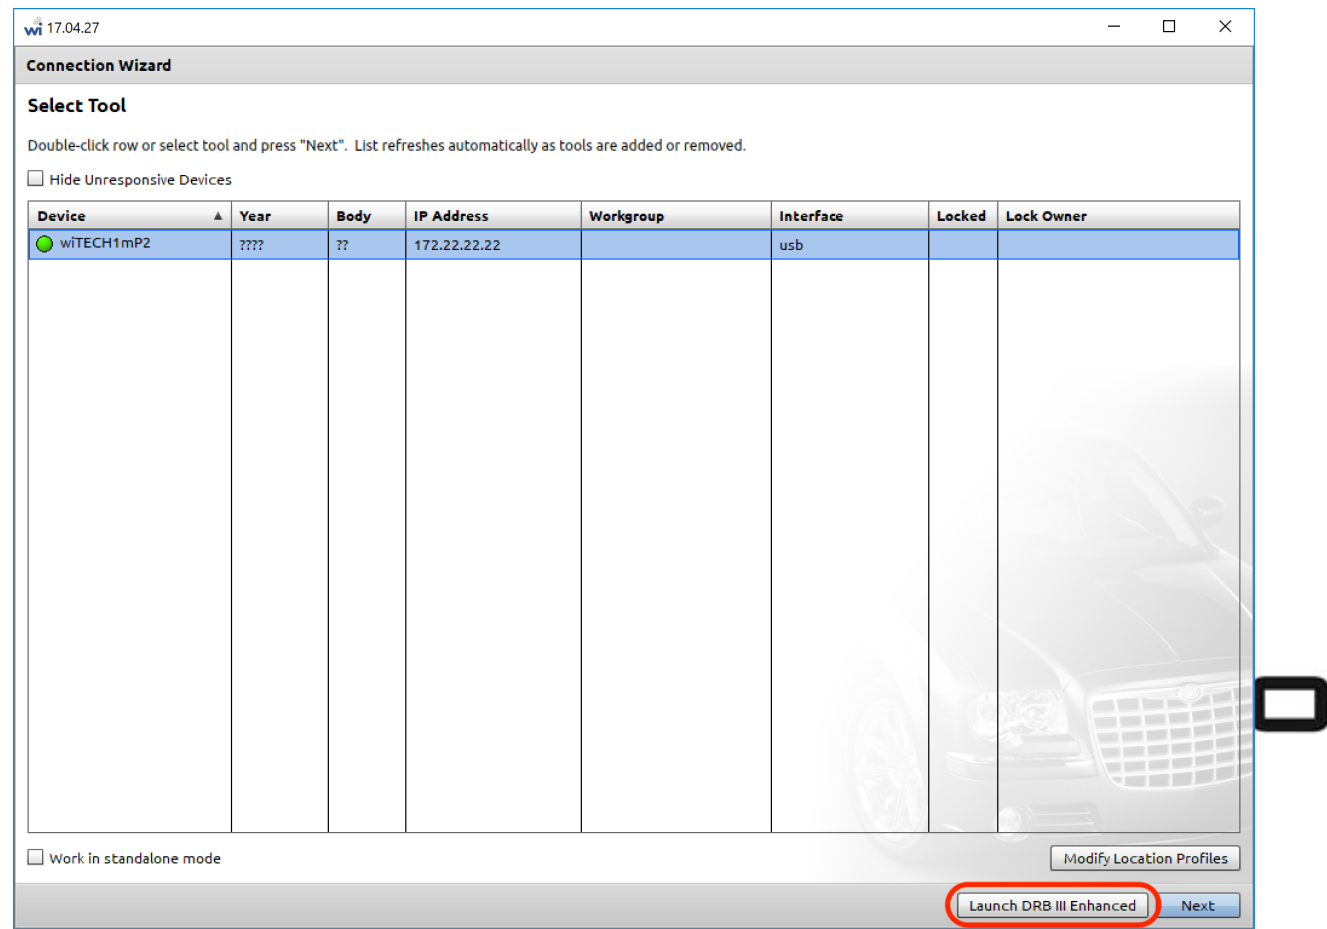 wi 17.04.27
Connection Wizard
Select Tool
Double-click row or select tool and press "Next". List refreshes automatically as tools are added or removed.
Hide Unresponsive Devices
Device Year Body IP Address Workgroup Interface Locked Lock Owner
wiTECH1mP2 ???? ?? 172.22.22.22 usb
Work in standalone mode
Modify Location Profiles
Launch DRB III Enhanced Next